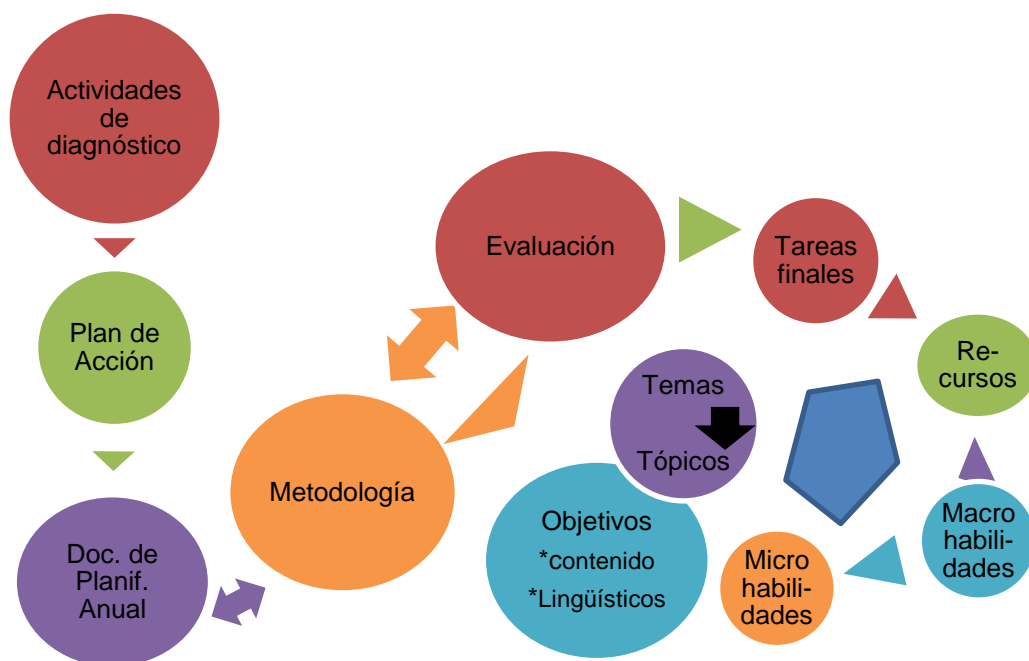 Actividades
de
diagnóstico
Plan de
Acción
Doc. de
Planif.
Anual
Metodología
Evaluación
Tareas
finales
Re-
cursos
Macro
habili-
dades
Micro
habili-
dades
Temas
Tópicos
Objetivos
*contenido
*Lingüísticos